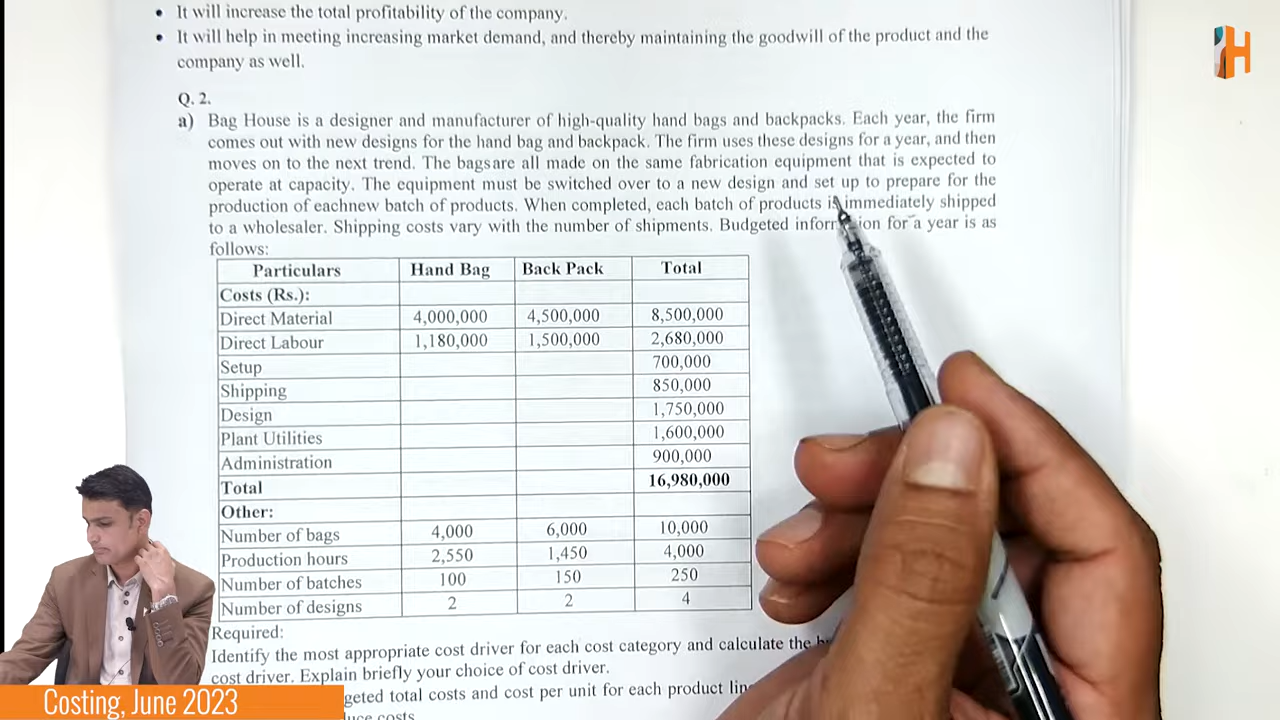 • It will increase the total profitability of the company.
• It will help in meeting increasing market demand, and thereby maintaining the goodwill of the product and the
company as well.
H
Q. 2.
a) Bag House is a designer and manufacturer of high-quality hand bags and backpacks. Each year, the firm
comes out with new designs for the hand bag and backpack. The firm uses these designs for a year, and then
moves on to the next trend. The bagsare all made on the same fabrication equipment that is expected to
operate at capacity. The equipment must be switched over to a new design and set up to prepare for the
production of eachnew batch of products. When completed, each batch of products immediately shipped
to a wholesaler. Shipping costs vary with the number of shipments. Budgeted for a year is as
follows:
Particulars Hand Bag Back Pack Total
Costs (Rs.):
Direct Material 4,000,000 4,500,000 8,500,000
Direct Labour 1,180,000 1,500,000 2,680,000
Setup 700,000
Shipping 850,000
Design 1,750,000
Plant Utilities 1,600,000
Administration 900,000
Total 16,980,000
Other:
Number of bags 4,000 6,000 10,000
Production hours 2,550 1,450 4,000
Number of batches 100 150 250
Number of designs 2 2 4
Required:
Identify the most appropriate cost driver for each cost category and calculate the
cost driver. Explain briefly your choice of cost driver.
total costs and cost per unit for each product
costs
Costing, June 2023